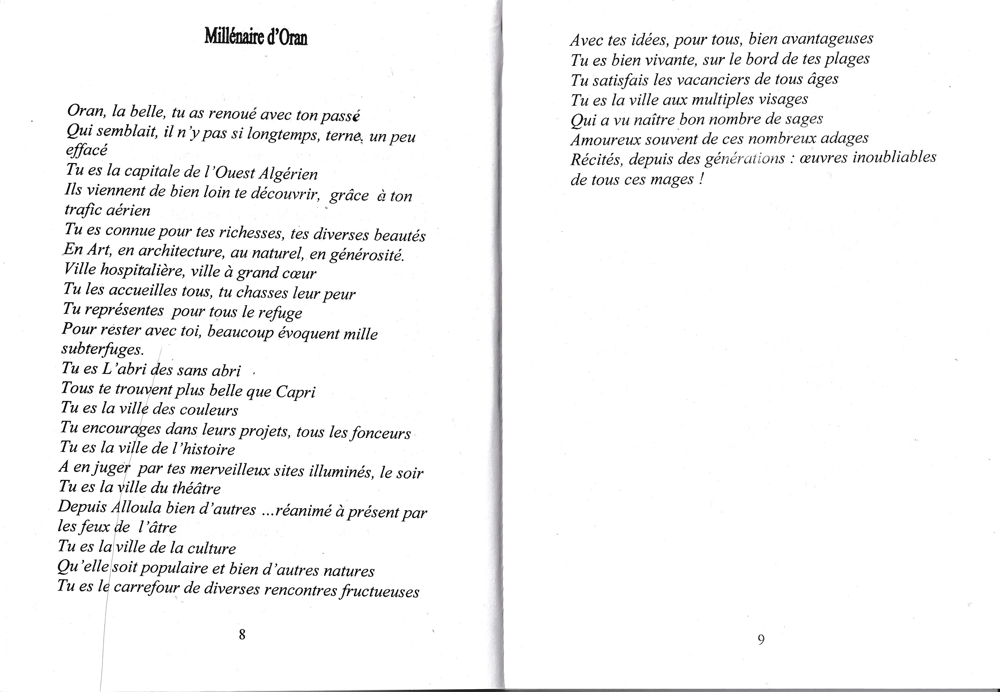 Millénaire d'Oran
Oran, la belle, tu as renoué avec ton passé
Qui semblait, il n'y pas si longtemps, terne, un peu
effacé
Tu es la capitale de l'Ouest Algérien
Ils viennent de bien loin te découvrir, grâce à ton
trafic aérien
Tu es connue pour tes richesses, tes diverses beautés
En Art, en architecture, au naturel, en générosité.
Ville hospitalière, ville à grand cœur
Tu les accueilles tous, tu chasses leur peur
Tu représentes pour tous le refuge
Pour rester avec toi, beaucoup évoquent mille
subterfuges.
Tu es L'abri des sans abri
Tous te trouvent plus belle que Capri
Tu es la ville des couleurs
Tu encourages dans leurs projets, tous les fonceurs
Tu es la ville de l'histoire
A en juger par tes merveilleux sites illuminés, le soir
Tu es la ville du théâtre
Depuis Alloula bien d'autres ...réanimé à présent par
les feux de l'âtre
Tu es la ville de la culture
Qu'elle soit populaire et bien d'autres natures
Tu es le carrefour de diverses rencontres fructueuses
8
Avec tes idées, pour tous, bien avantageuses
Tu es bien vivante, sur le bord de tes plages
Tu satisfais les vacanciers de tous âges
Tu es la ville aux multiples visages
Qui a vu naître bon nombre de sages
Amoureux souvent de ces nombreux adages
Récités, depuis des générations : œuvres inoubliables
de tous ces mages !
9